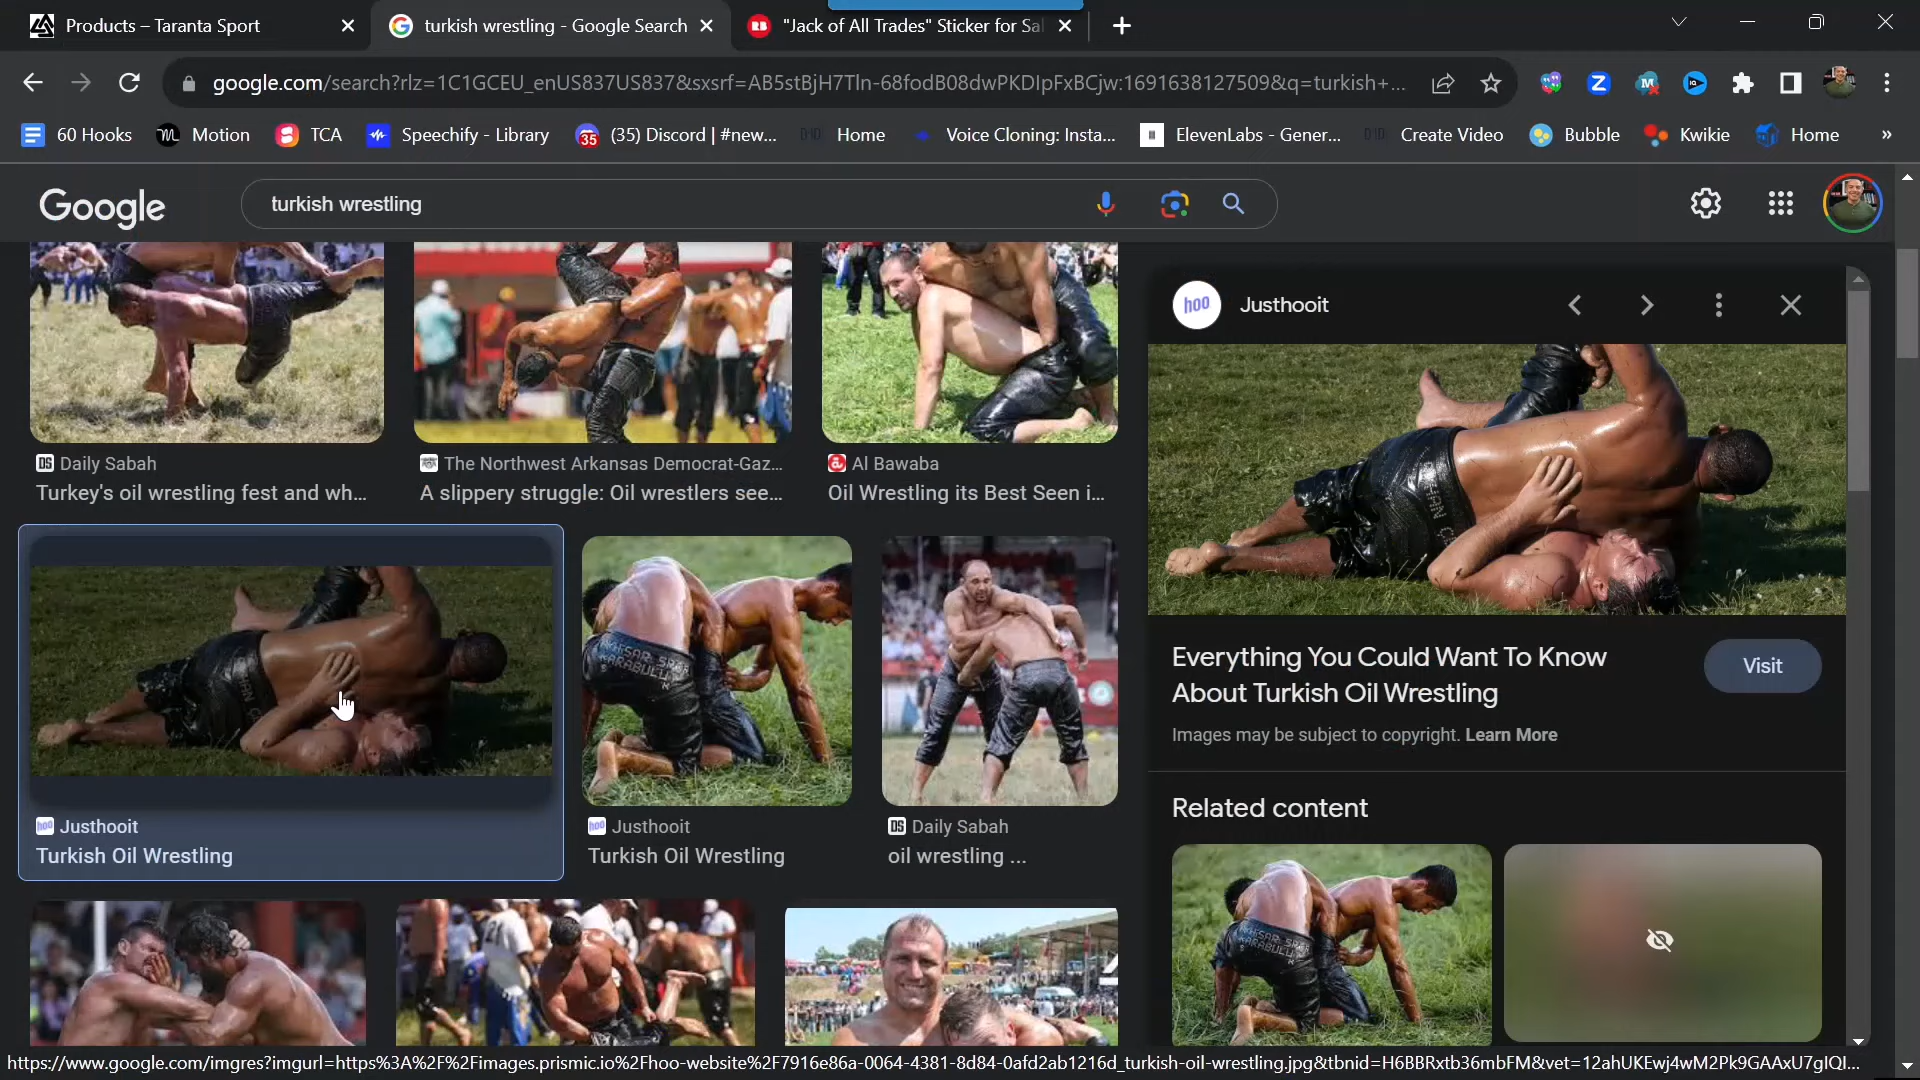 Products – Taranta Sport
turkish wrestling - Google Search
"Jack of All Trades" Sticker for Sal
google.com/search?rlz=1C1GCEU_enUS837US837&sxsrf=AB5stBjH7Tln-68fodB08dwPKDIpFxBCjw:1691638127509&q=turkish+...
60 Hooks
Motion
TCA
Speechify - Library
35
(35) Discord | #new...
Home
Voice Cloning: Insta...
ElevenLabs - Gener...
Create Video
Bubble
Kwikie
Home
»
Google
turkish wrestling
hoo
Justhooit
DS Daily Sabah
Turkey's oil wrestling fest and wh...
The Northwest Arkansas Democrat-Gaz...
A slippery struggle: Oil wrestlers see...
Al Bawaba
Oil Wrestling its Best Seen i...
Everything You Could Want To Know
About Turkish Oil Wrestling
Visit
Images may be subject to copyright. Learn More
Related content
hoo Justhooit
Turkish Oil Wrestling
hoo Justhooit
Turkish Oil Wrestling
DS Daily Sabah
oil wrestling ...
https://www.google.com/imgres?imgurl=https%3A%2F%2Fimages.prismic.io%2Fhoo-website%2F7916e86a-0064-4381-8d84-0afd2ab1216d_turkish-oil-wrestling.jpg&tbnid=H6BBRxtb36mbFM&vet=12ahUKEwj4wM2Pk9GAAxU7gIQI...